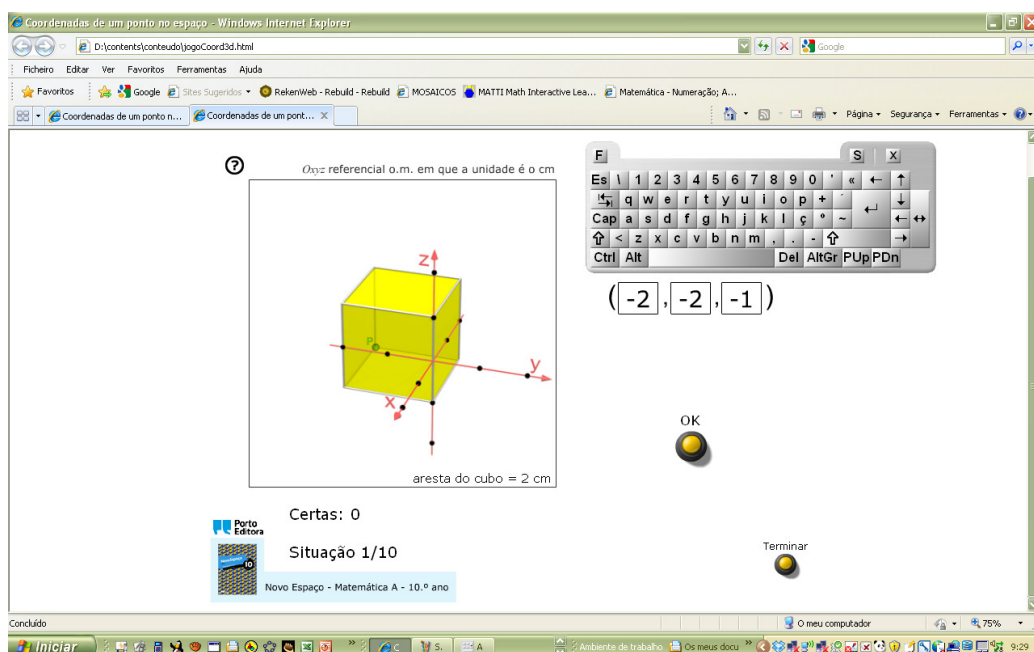 Coordenadas de um ponto no espaço - Windows Internet Explorer
D:\contents\conteudo\jogoCoord3d.html
Google
Ficheiro Editar Ver Favoritos Ferramentas Ajuda
Favoritos Google Sites Sugeridos RekenWeb - Rebuild - Rebuild MOSAICOS MATTI Math Interactive Lea... Matemática - Numeração; A...
Coordenadas de um ponto n... Coordenadas de um pont... X
Página Segurança Ferramentas
?
Oxyz referencial o.m. em que a unidade é o cm
z
P
y
x
aresta do cubo = 2 cm
F S X
Es \ 1 2 3 4 5 6 7 8 9 0 ' « ←
q w e r t y u i o p + ´
Cap a s d f g h j k l ç º ~
< z x c v b n m , . -
Ctrl Alt Del AltGr PUp PDn
(-2 , -2 , -1)
OK
Certas: 0
Porto
Editora
Situação 1/10
Terminar
10
Novo Espaço - Matemática A - 10.º ano
Concluído O meu computador 75%
Iniciar C S. A Ambiente de trabalho Os meus docu 9:29